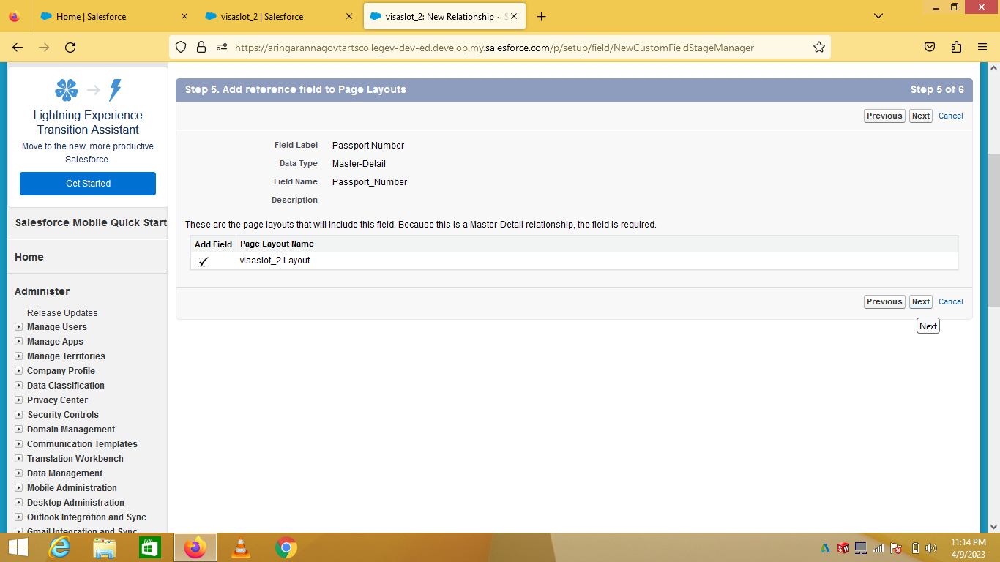 Home | Salesforce
visaslot_2 | Salesforce
visaslot_2: New Relationship ~ S
https://aringarannagovtartscollegev-dev-ed.develop.my.salesforce.com/p/setup/field/NewCustomFieldStageManager
Lightning Experience
Transition Assistant
Move to the new, more productive
Salesforce.
Get Started
Salesforce Mobile Quick Start
Home
Administer
Release Updates
Manage Users
Manage Apps
Manage Territories
Company Profile
Data Classification
Privacy Center
Security Controls
Domain Management
Communication Templates
Translation Workbench
Data Management
Mobile Administration
Desktop Administration
Outlook Integration and Sync
Gmail Integration and Sync
Step 5. Add reference field to Page Layouts
Step 5 of 6
Previous Next Cancel
Field Label Passport Number
Data Type Master-Detail
Field Name Passport_Number
Description
These are the page layouts that will include this field. Because this is a Master-Detail relationship, the field is required.
Add Field Page Layout Name
visaslot_2 Layout
Previous Next Cancel
Next
11:14 PM
4/9/2023